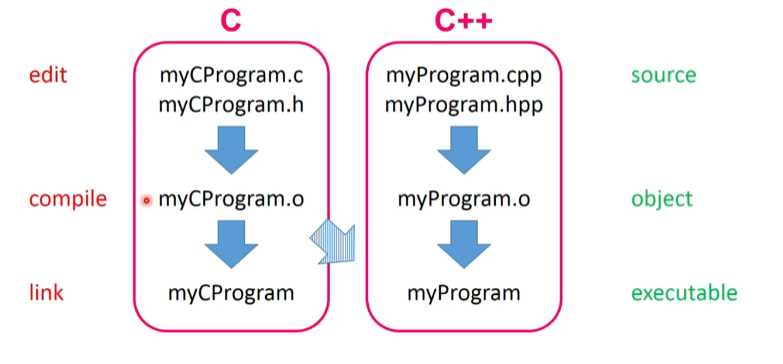 C C++
edit myCProgram.c myProgram.cpp source
myCProgram.h myProgram.hpp
compile myCProgram.o myProgram.o object
link myCProgram myProgram executable